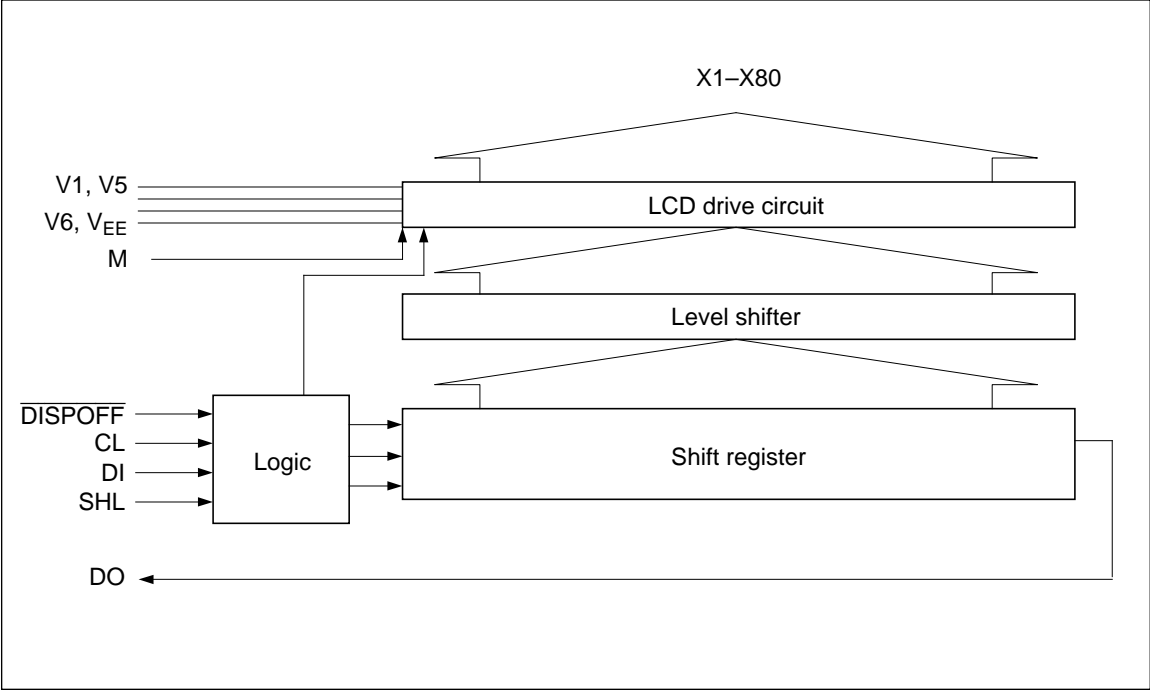 X1–X80
V1, V5
LCD drive circuit
V6, VEE
M
Level shifter
DISPOFF
CL
DI
SHL
Logic
Shift register
DO